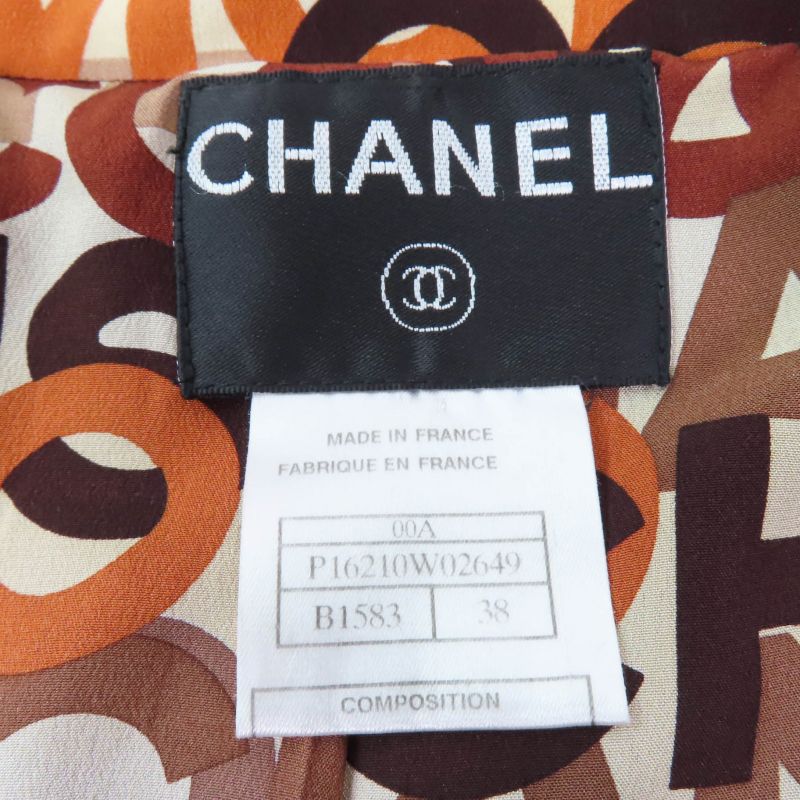 CHANEL
MADE IN FRANCE
FABRIQUE EN FRANCE
00A
P16210W02649
B1583 38
COMPOSITION